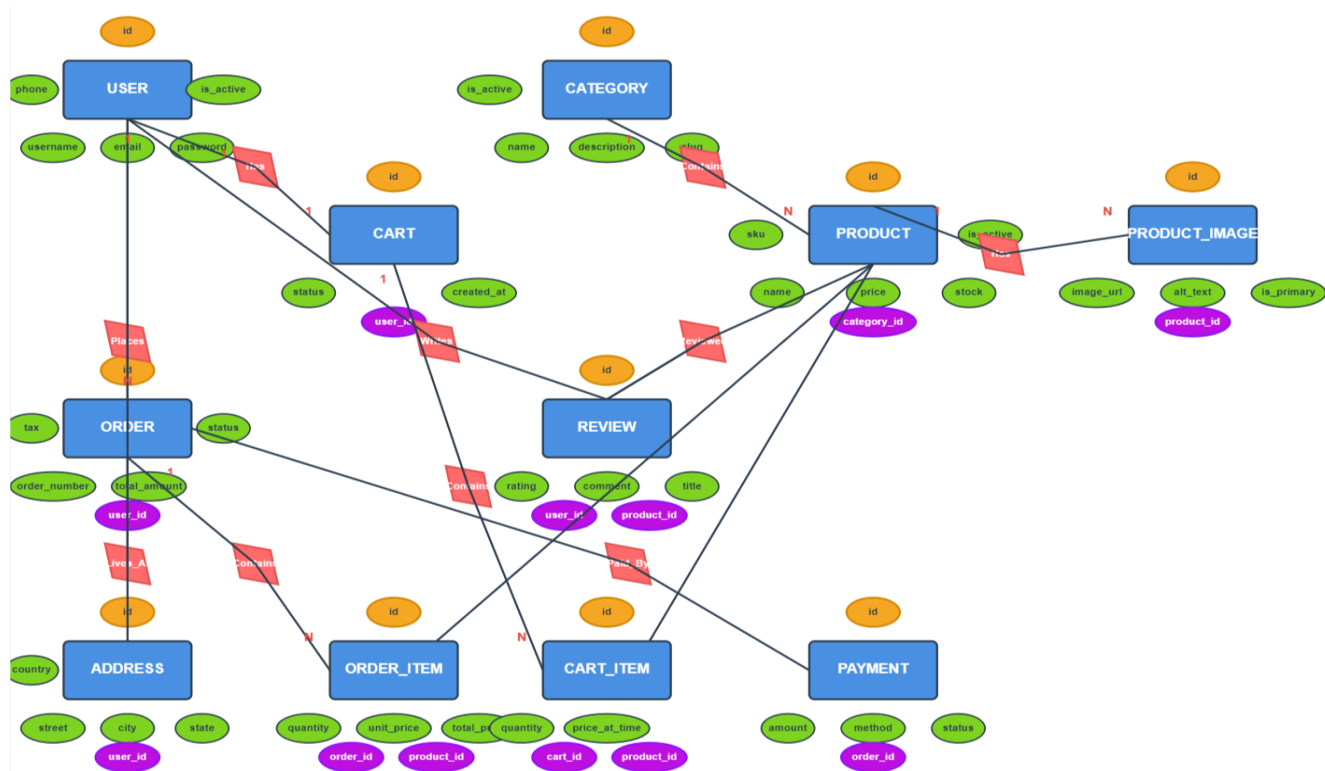 id
id
USER
CATEGORY
phone
is_active
is_active
username
email
password
name
description
slug
1
Has
Contains
id
id
id
1
N
1
N
CART
PRODUCT
PRODUCT_IMAGE
sku
is_active
Has
1
status
created_at
name
price
stock
image_url
alt_text
is_primary
user_id
category_id
product_id
Places
Writes
Reviewed
id
id
N
ORDER
REVIEW
tax
status
1
order_number
total_amount
Contains
rating
comment
title
user_id
user_id
product_id
Contains
Paid_By
id
id
id
id
N
N
ADDRESS
ORDER_ITEM
CART_ITEM
PAYMENT
country
street
city
state
quantity
unit_price
quantity
price_at_time
amount
method
status
user_id
order_id
product_id
cart_id
product_id
order_id